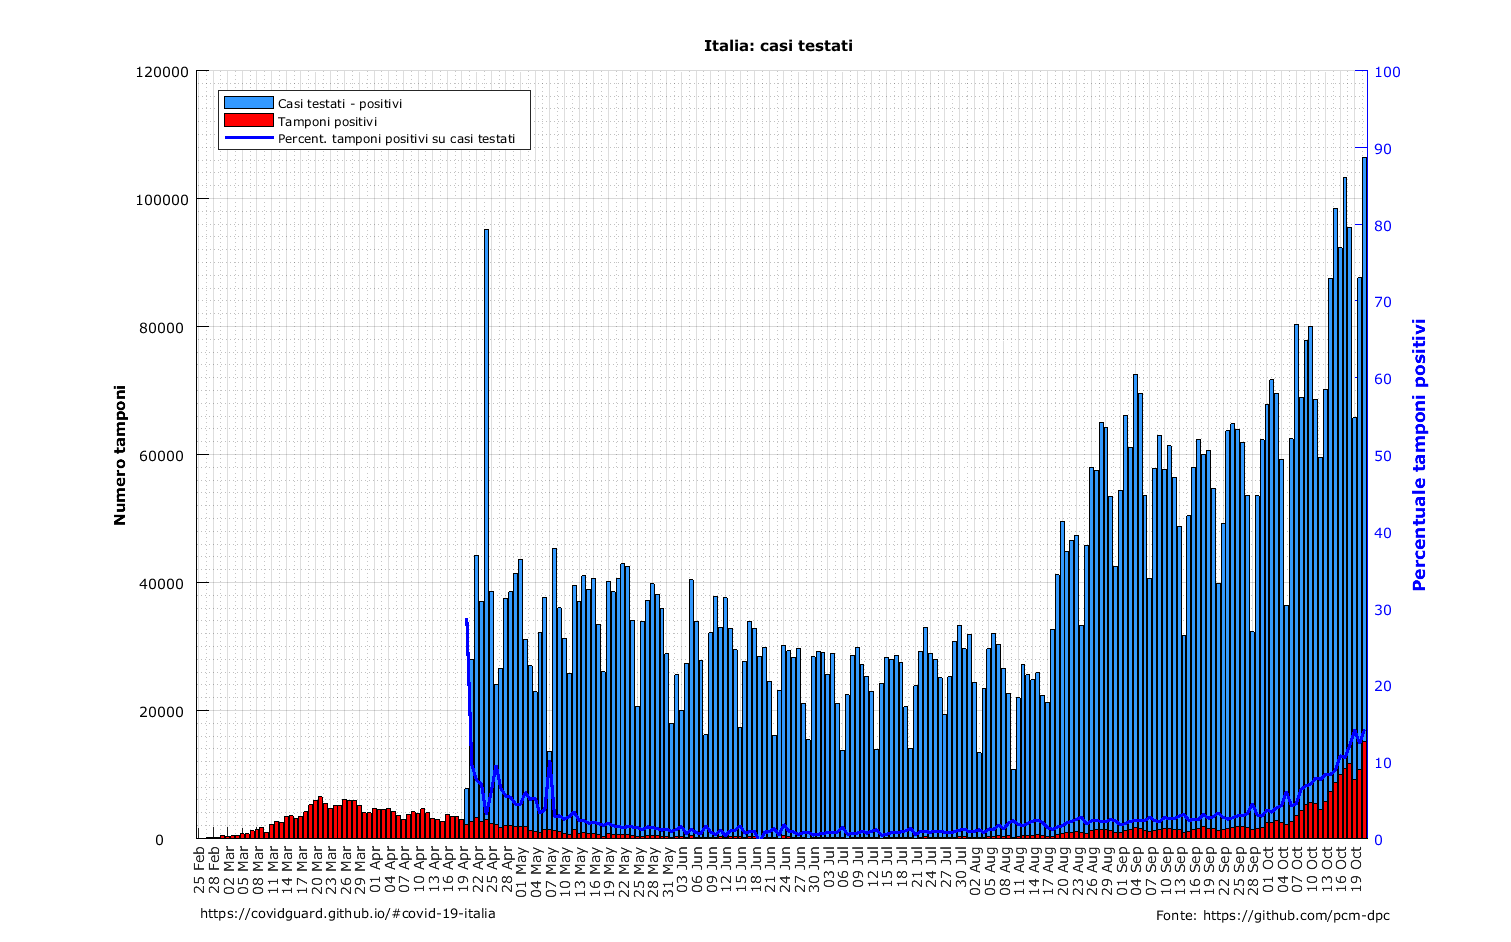 Italia: casi testati
120000
100000
80000
60000
40000
20000
0
100
90
80
70
60
50
40
30
20
10
0
Casi testati - positivi
Tamponi positivi
Percent. tamponi positivi su casi testati
Numero tamponi
Percentuale tamponi positivi
25 Feb
28 Feb
02 Mar
05 Mar
08 Mar
11 Mar
14 Mar
17 Mar
20 Mar
23 Mar
26 Mar
29 Mar
01 Apr
04 Apr
07 Apr
10 Apr
13 Apr
16 Apr
19 Apr
22 Apr
25 Apr
28 Apr
01 May
04 May
07 May
10 May
13 May
16 May
19 May
22 May
25 May
28 May
31 May
03 Jun
06 Jun
09 Jun
12 Jun
15 Jun
18 Jun
21 Jun
24 Jun
27 Jun
30 Jun
03 Jul
06 Jul
09 Jul
12 Jul
15 Jul
18 Jul
21 Jul
24 Jul
27 Jul
30 Jul
02 Aug
05 Aug
08 Aug
11 Aug
14 Aug
17 Aug
20 Aug
23 Aug
26 Aug
29 Aug
01 Sep
04 Sep
07 Sep
10 Sep
13 Sep
16 Sep
19 Sep
22 Sep
25 Sep
28 Sep
01 Oct
04 Oct
07 Oct
10 Oct
13 Oct
16 Oct
19 Oct
https://covidguard.github.io/#covid-19-italia
Fonte: https://github.com/pcm-dpc